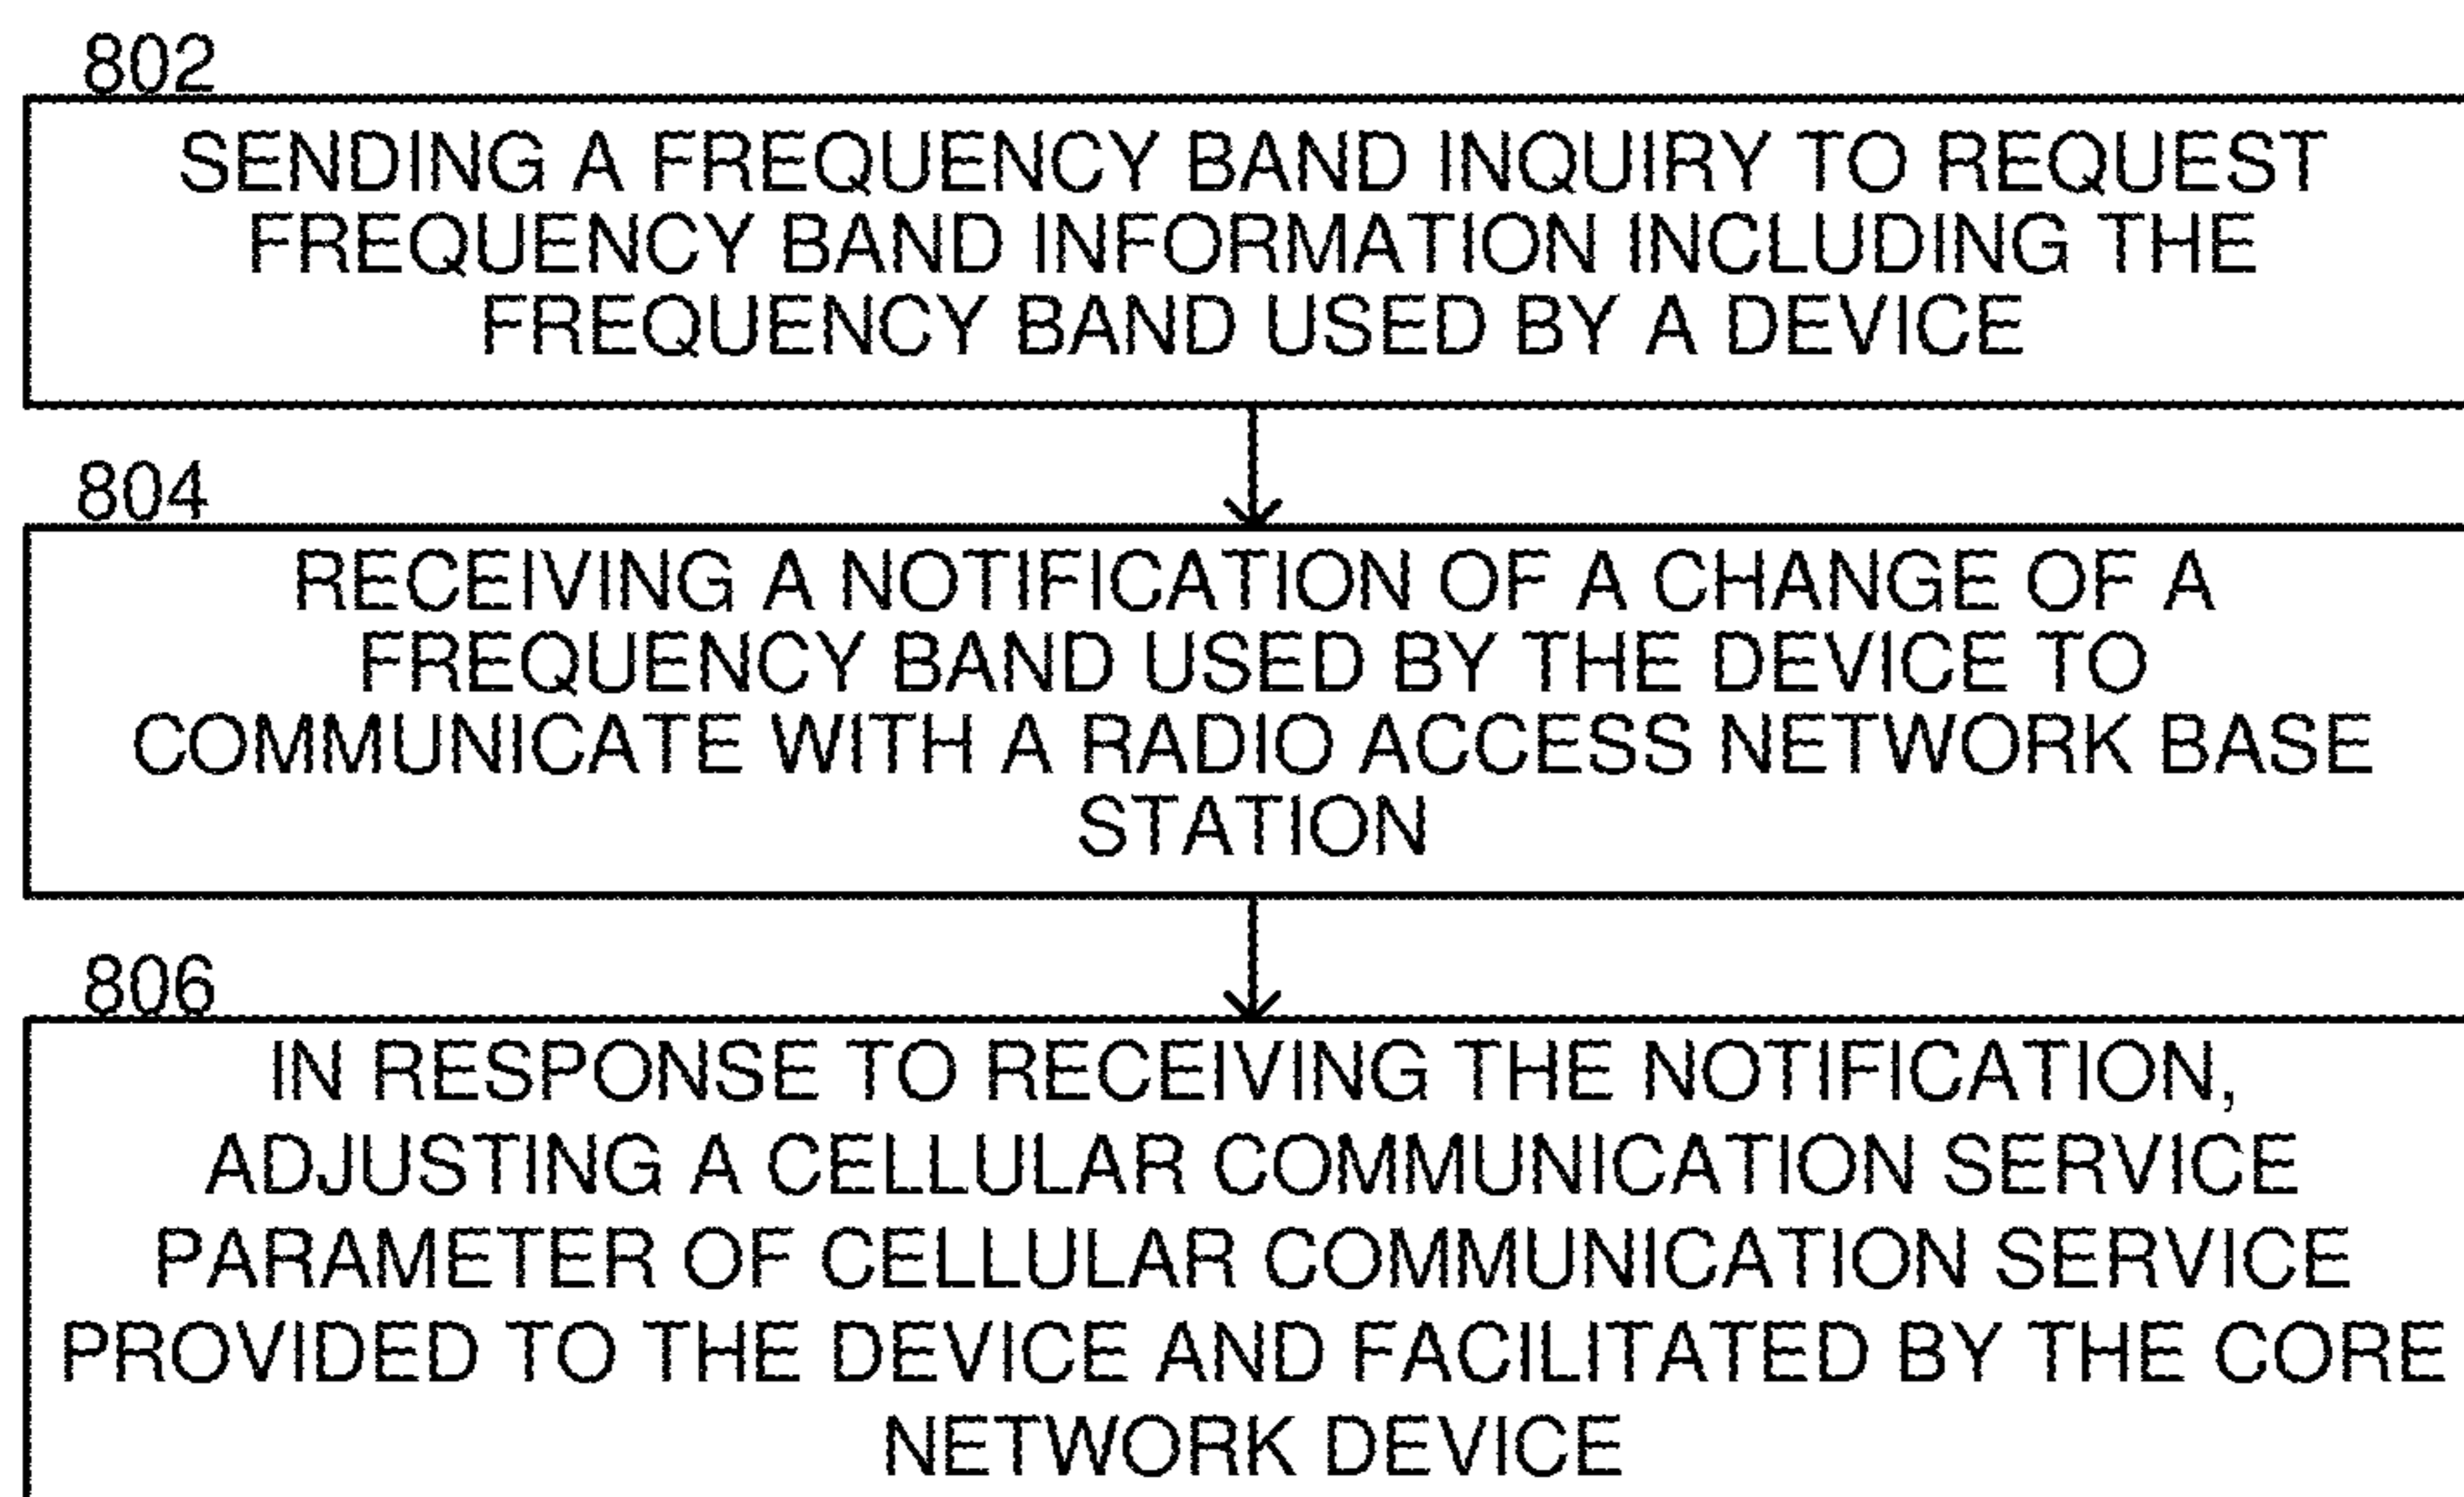 802
SENDING A FREQUENCY BAND INQUIRY TO REQUEST
FREQUENCY BAND INFORMATION INCLUDING THE
FREQUENCY BAND USED BY A DEVICE
804
RECEIVING A NOTIFICATION OF A CHANGE OF A
FREQUENCY BAND USED BY THE DEVICE TO
COMMUNICATE WITH A RADIO ACCESS NETWORK BASE
STATION
806
IN RESPONSE TO RECEIVING THE NOTIFICATION,
ADJUSTING A CELLULAR COMMUNICATION SERVICE
PARAMETER OF CELLULAR COMMUNICATION SERVICE
PROVIDED TO THE DEVICE AND FACILITATED BY THE CORE
NETWORK DEVICE